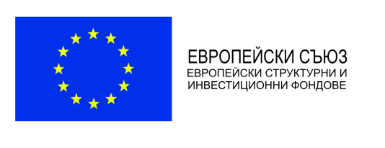 ЕВРОПЕЙСКИ СЪЮЗ
ЕВРОПЕЙСКИ СТРУКТУРНИ И
ИНВЕСТИЦИОННИ ФОНДОВЕ